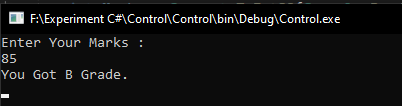 F:\Experiment C#\Control\Control\bin\Debug\Control.exe
Enter Your Marks :
85
You Got B Grade.